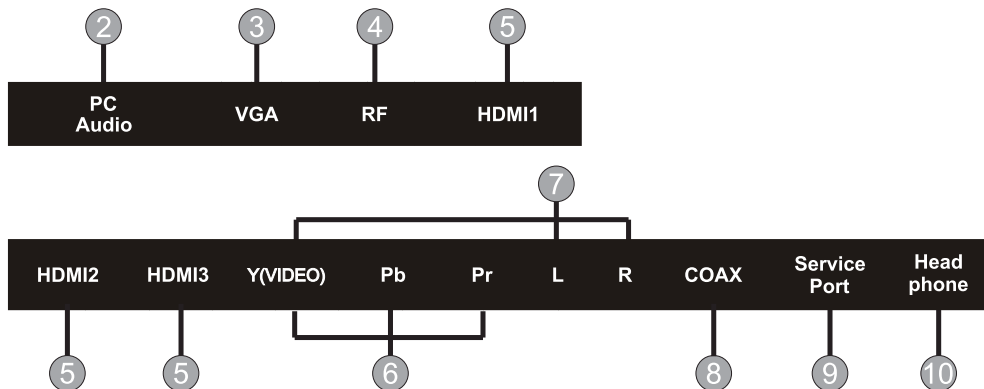 2 3 4 5
PC
Audio VGA RF HDMI1
7
HDMI2 HDMI3 Y(VIDEO) Pb Pr L R COAX Service
Port Head
phone
5 5 6 8 9 10